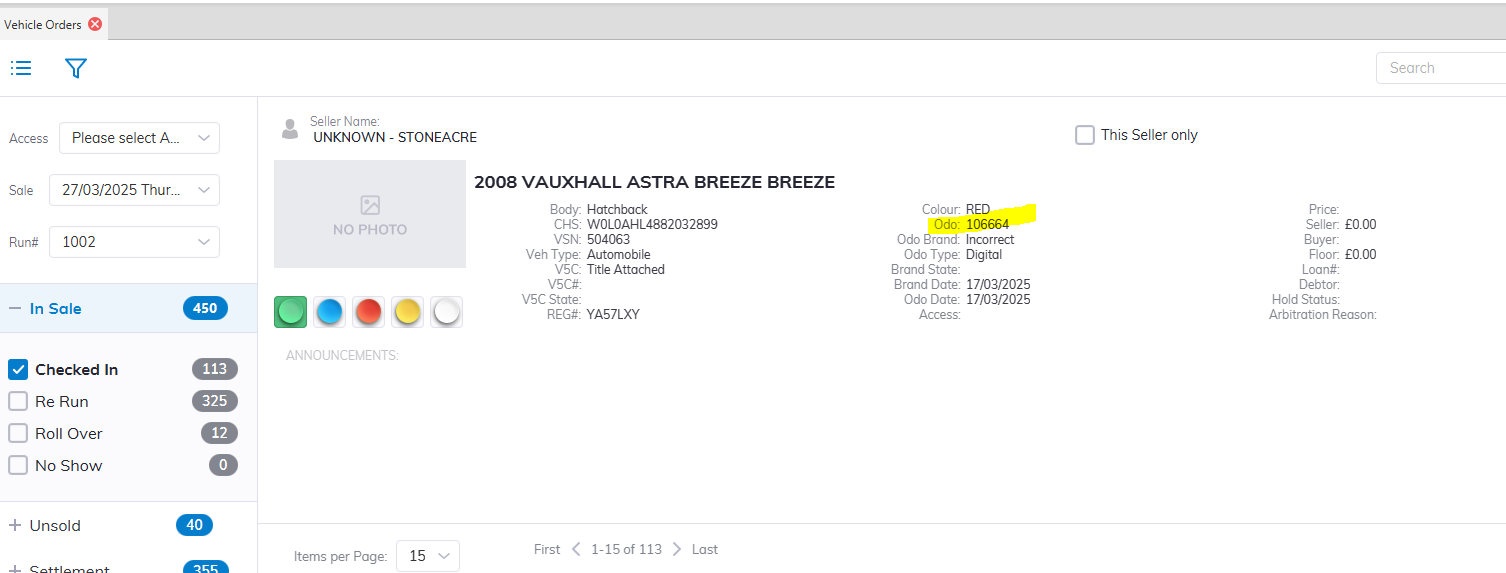 Vehicle Orders
Search
Access Please select A...
Sale 27/03/2025 Thur...
Run# 1002
In Sale 450
Checked In 113
Re Run 325
Roll Over 12
No Show 0
Unsold 40
Settlement 355
Seller Name:
UNKNOWN - STONEACRE
This Seller only
NO PHOTO
2008 VAUXHALL ASTRA BREEZE BREEZE
Body: Hatchback
CHS: W0L0AHL4882032899
VSN: 504063
Veh Type: Automobile
V5C: Title Attached
V5C#:
V5C State:
REG#: YA57LXY
Colour: RED
Odo: 106664
Odo Brand: Incorrect
Odo Type: Digital
Brand State:
Brand Date: 17/03/2025
Odo Date: 17/03/2025
Access:
Price:
Seller: £0.00
Buyer:
Floor: £0.00
Loan#:
Debtor:
Hold Status:
Arbitration Reason:
ANNOUNCEMENTS:
Items per Page: 15
First 1-15 of 113 Last